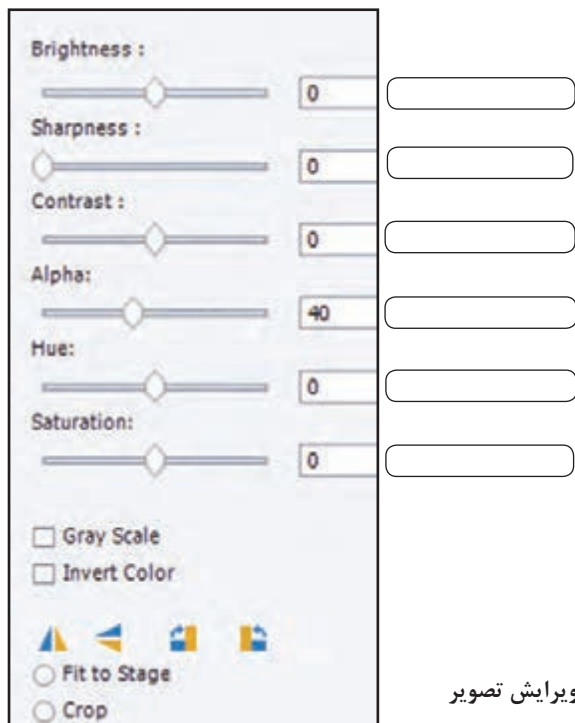 Brightness :
0
Sharpness :
0
Contrast :
0
Alpha:
40
Hue:
0
Saturation:
0
Gray Scale
Invert Color
Fit to Stage
Crop
ویرایش تصویر